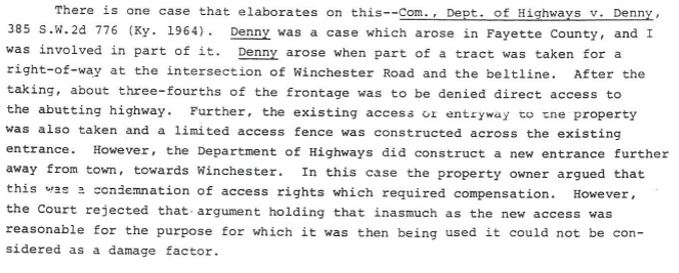 There is one case that elaborates on this--Com., Dept. of Highways v. Denny,
385 S.W.2d 776 (Ky. 1964). Denny was a case which arose in Fayette County, and I
was involved in part of it. Denny arose when part of a tract was taken for a
right-of-way at the intersection of Winchester Road and the beltline. After the
taking, about three-fourths of the frontage was to be denied direct access to
the abutting highway. Further, the existing access or entryway to the property
was also taken and a limited access fence was constructed across the existing
entrance. However, the Department of Highways did construct a new entrance further
away from town, towards Winchester. In this case the property owner argued that
this was a condemnation of access rights which required compensation. However,
the Court rejected that argument holding that inasmuch as the new access was
reasonable for the purpose for which it was then being used it could not be con-
sidered as a damage factor.